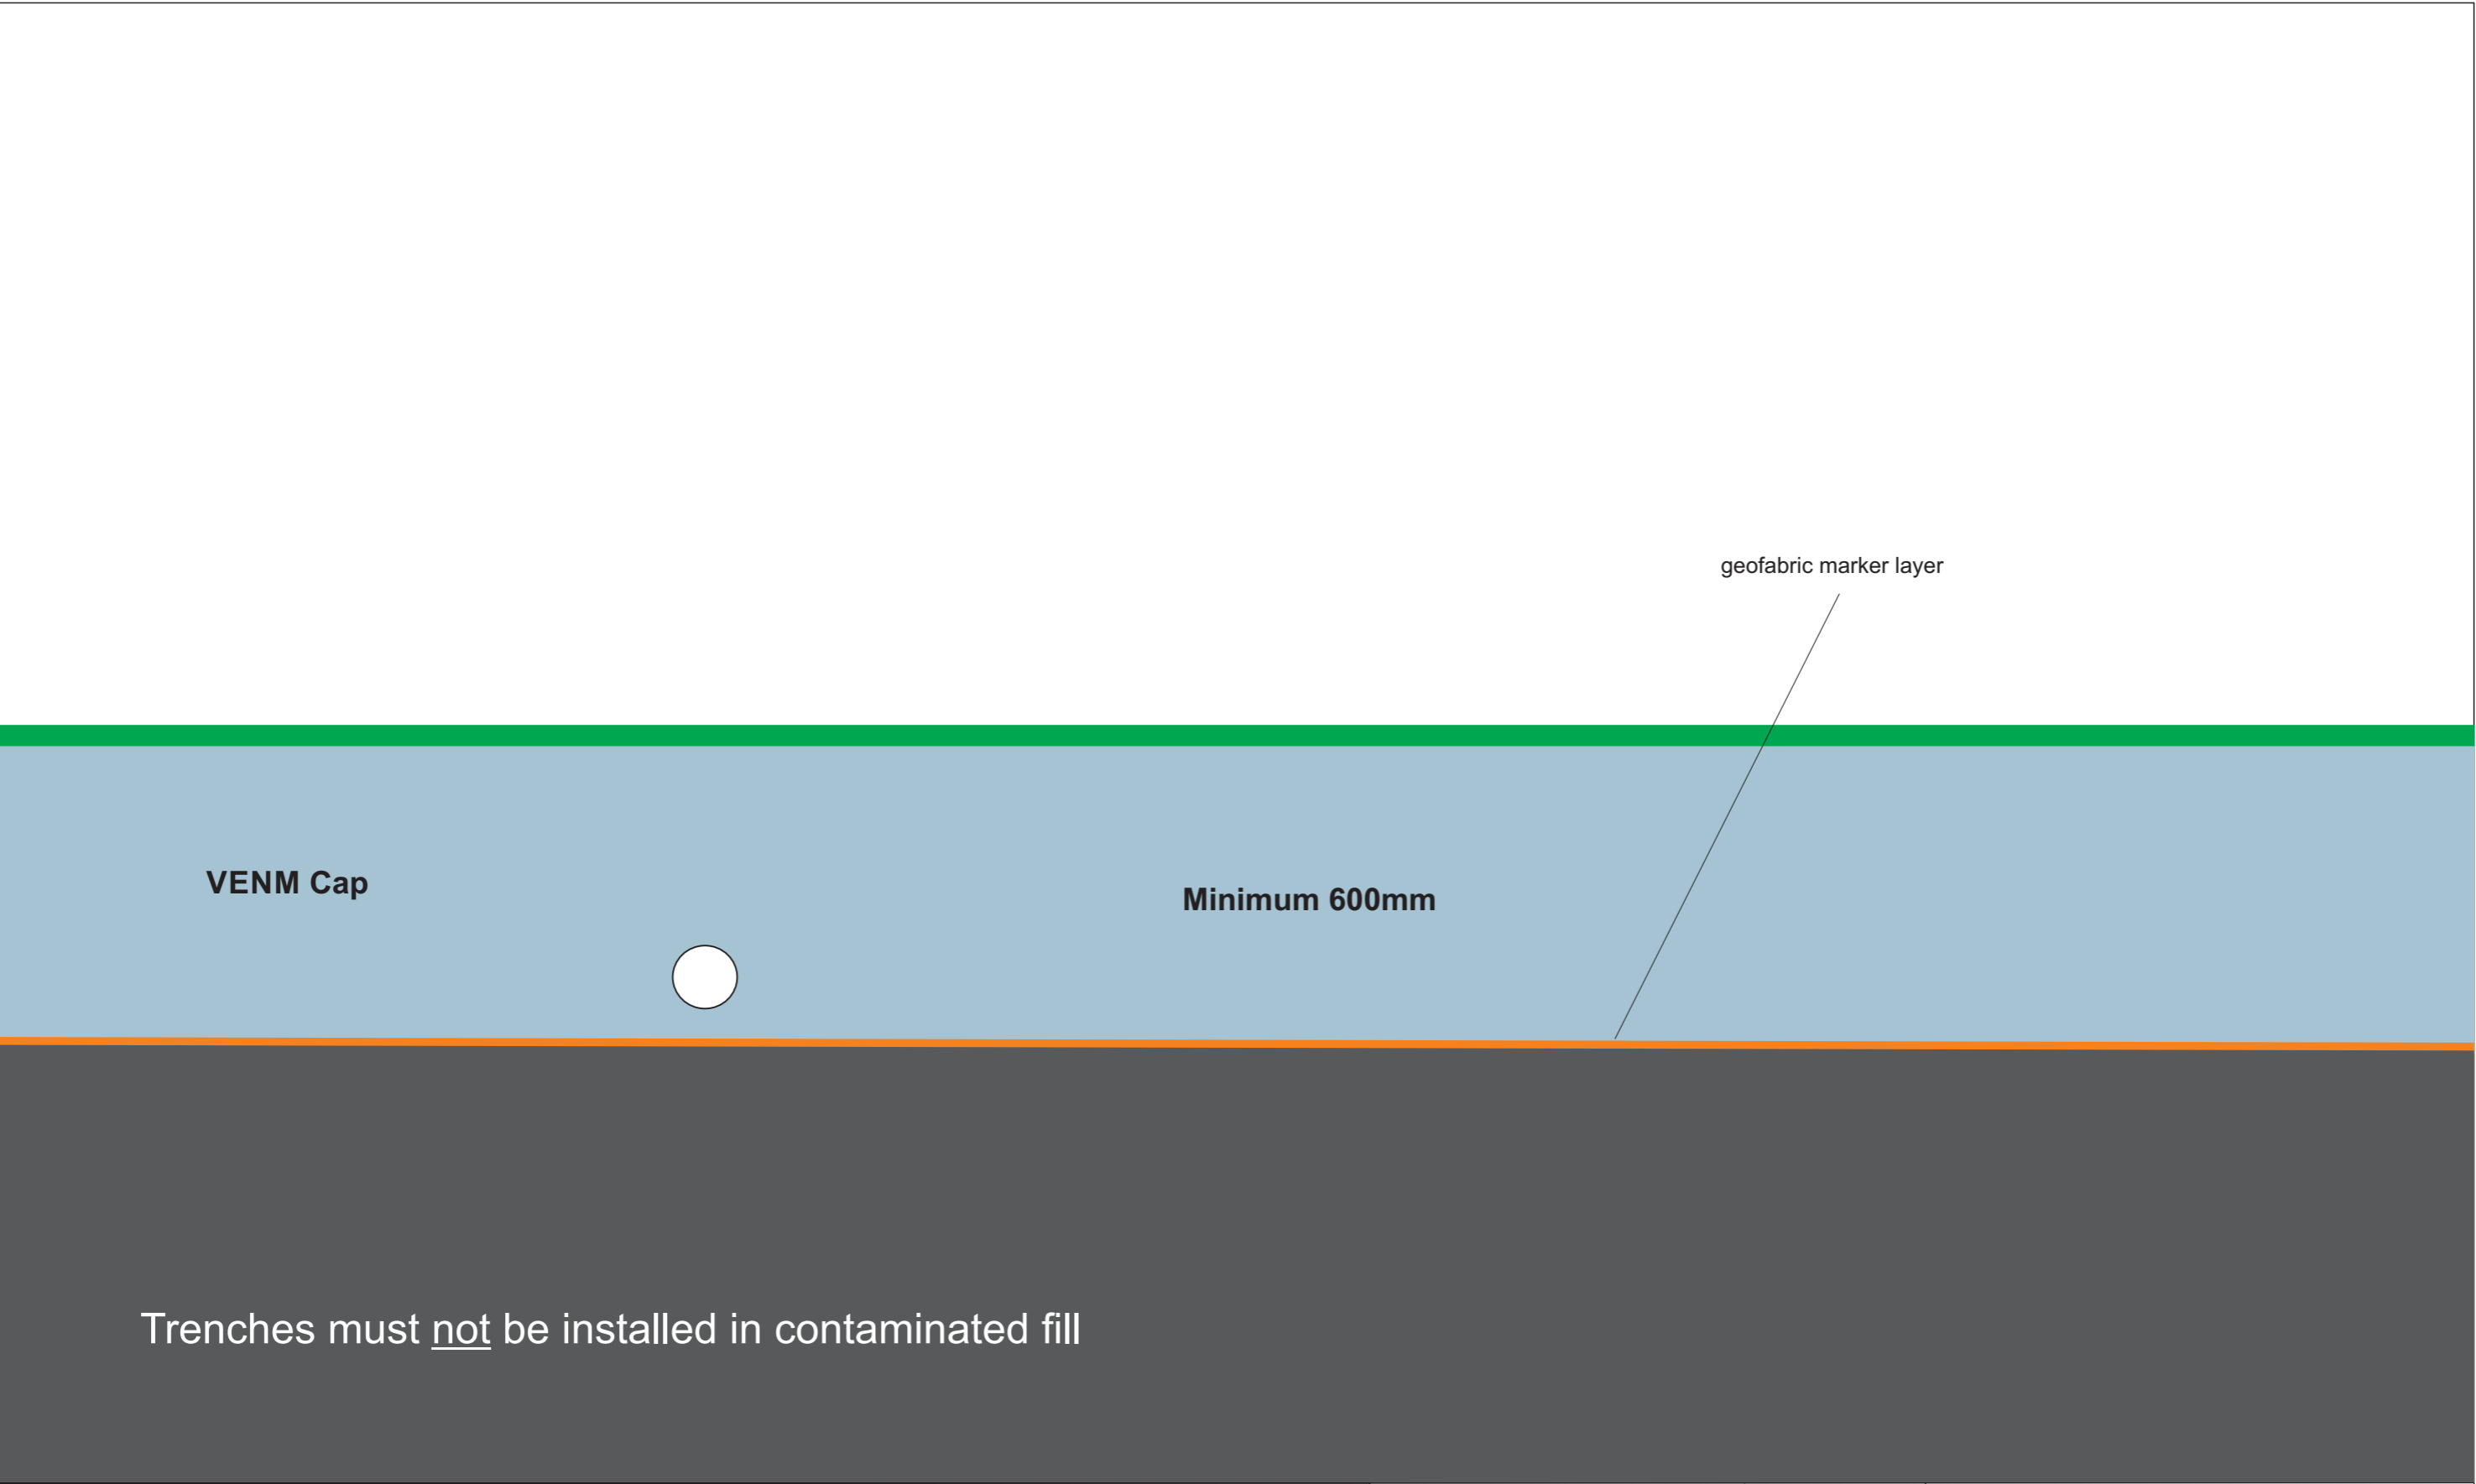 geofabric marker layer
VENM Cap
Minimum 600mm
Trenches must not be installed in contaminated fill